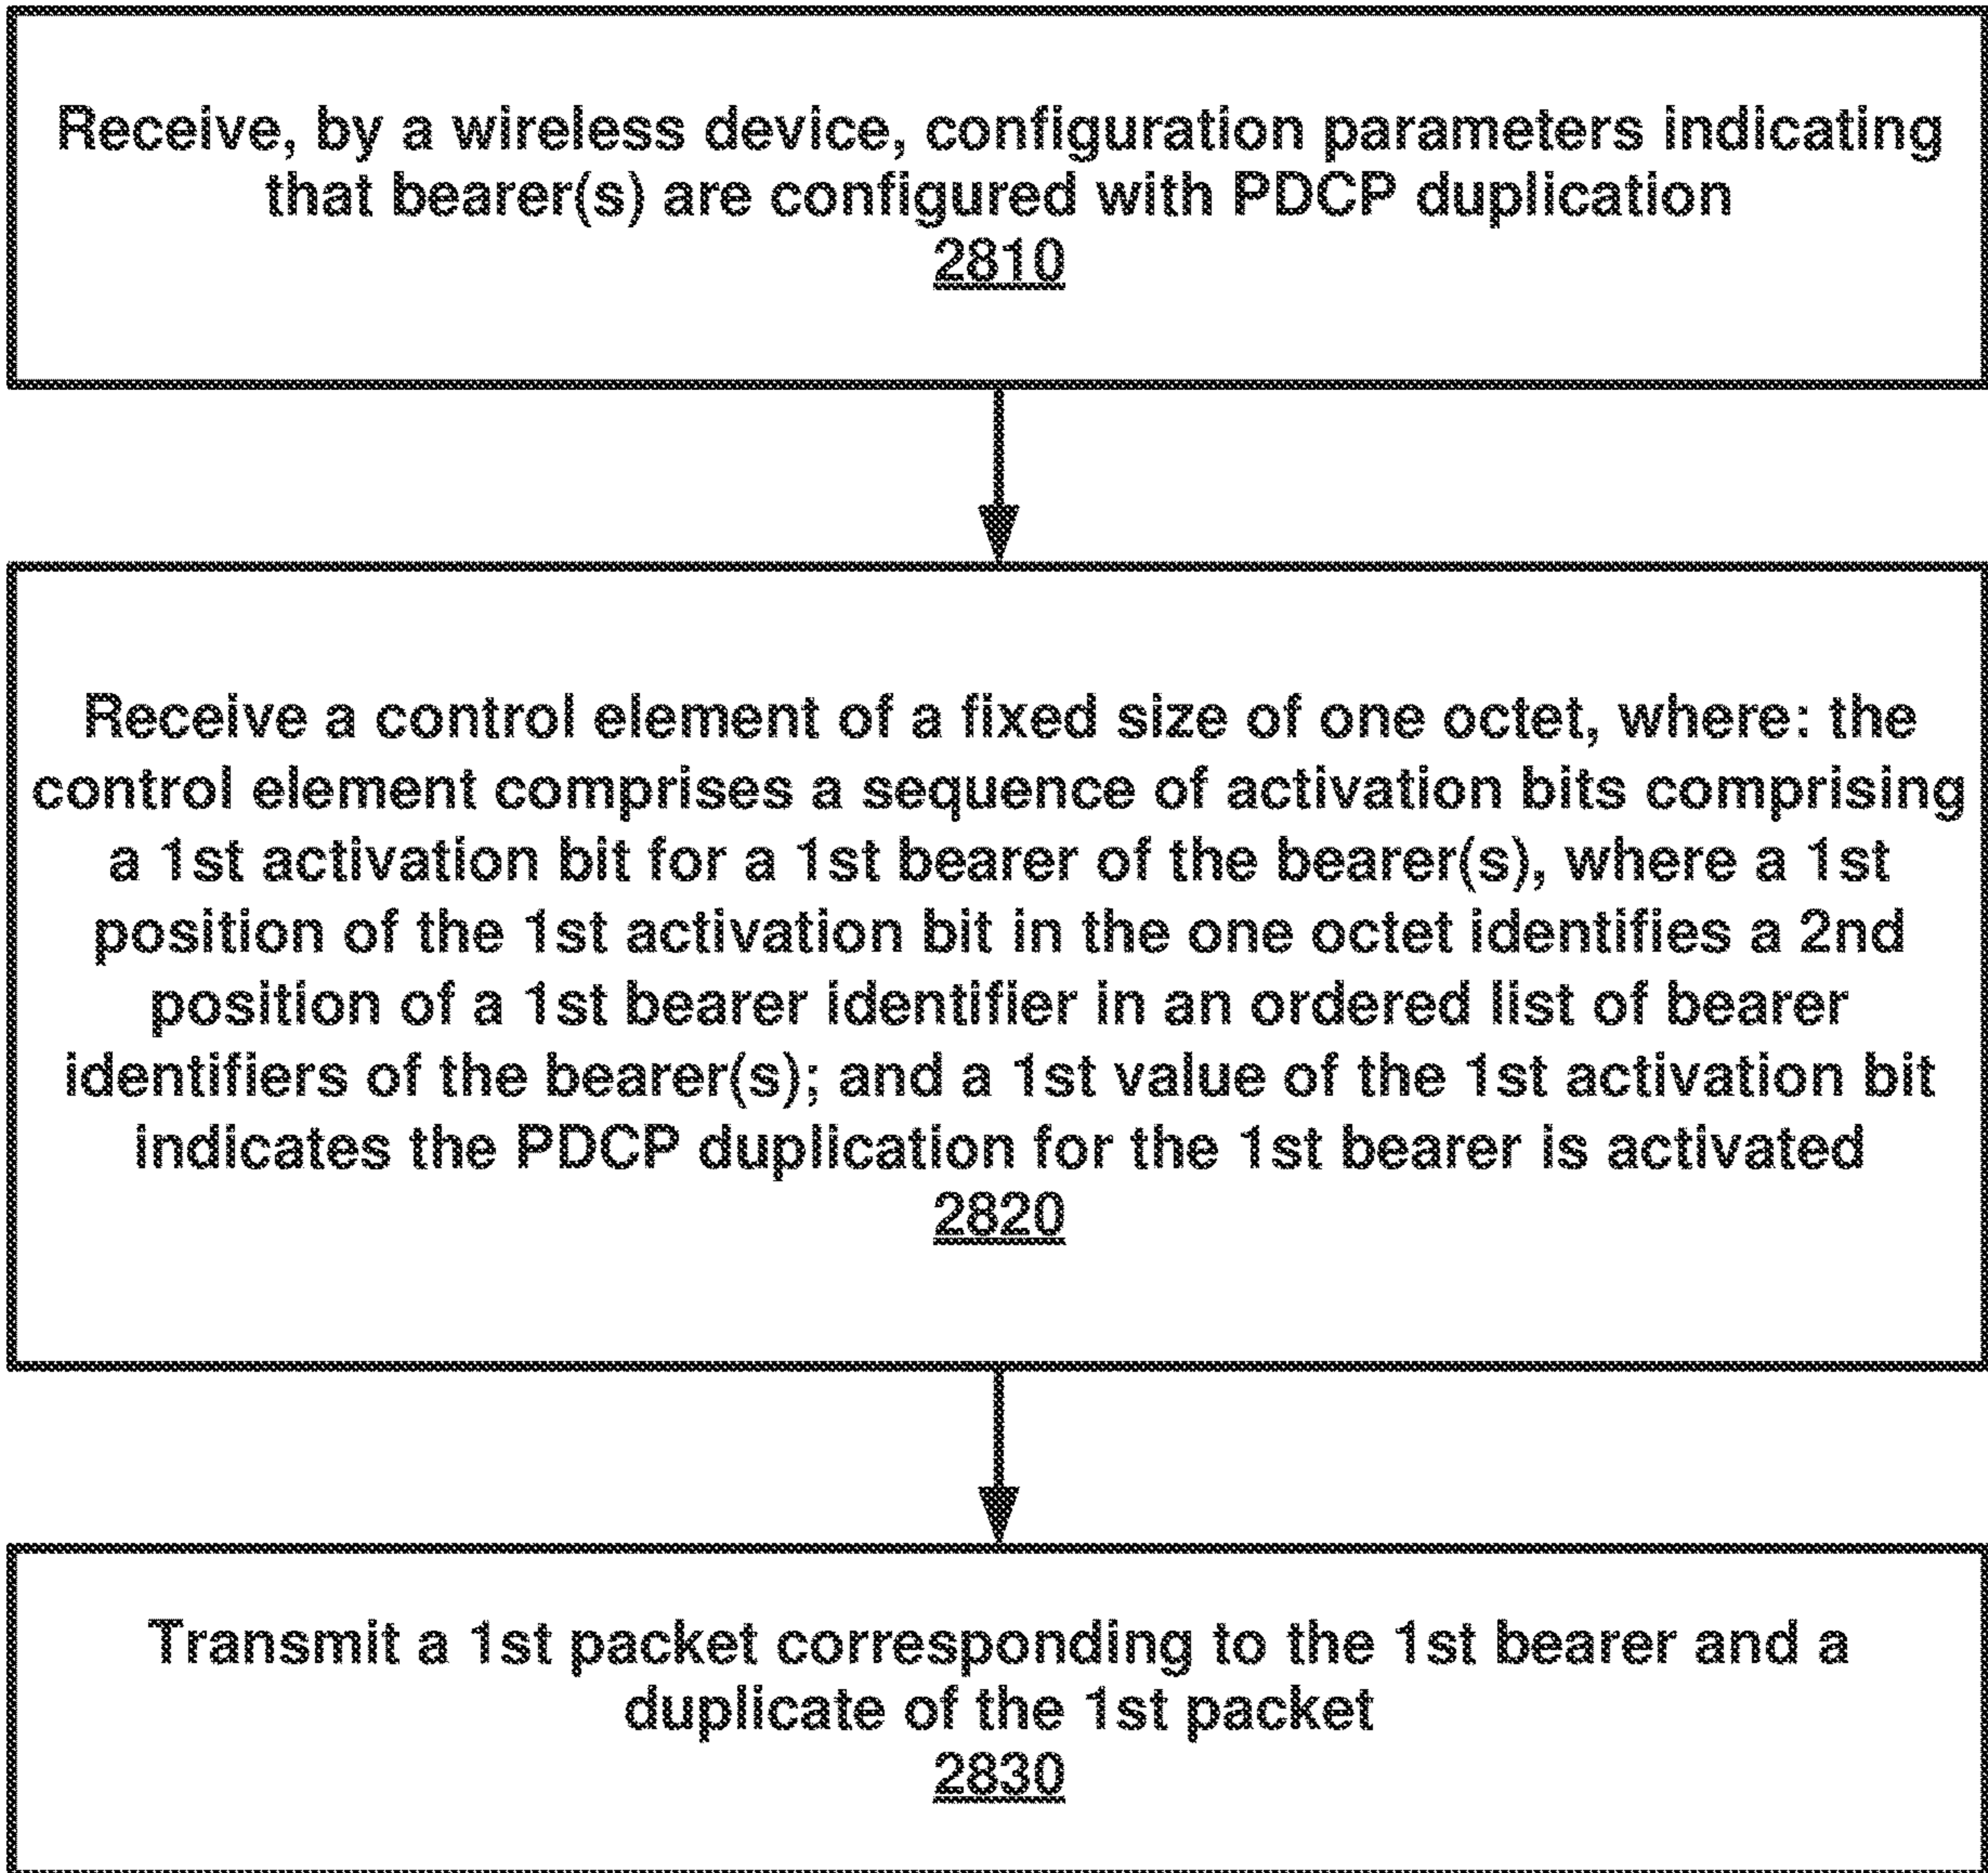 Receive, by a wireless device, configuration parameters indicating
that bearer(s) are configured with PDCP duplication
2810
Receive a control element of a fixed size of one octet, where: the
control element comprises a sequence of activation bits comprising
a 1st activation bit for a 1st bearer of the bearer(s), where a 1st
position of the 1st activation bit in the one octet identifies a 2nd
position of a 1st bearer identifier in an ordered list of bearer
identifiers of the bearer(s); and a 1st value of the 1st activation bit
indicates the PDCP duplication for the 1st bearer is activated
2820
Transmit a 1st packet corresponding to the 1st bearer and a
duplicate of the 1st packet
2830